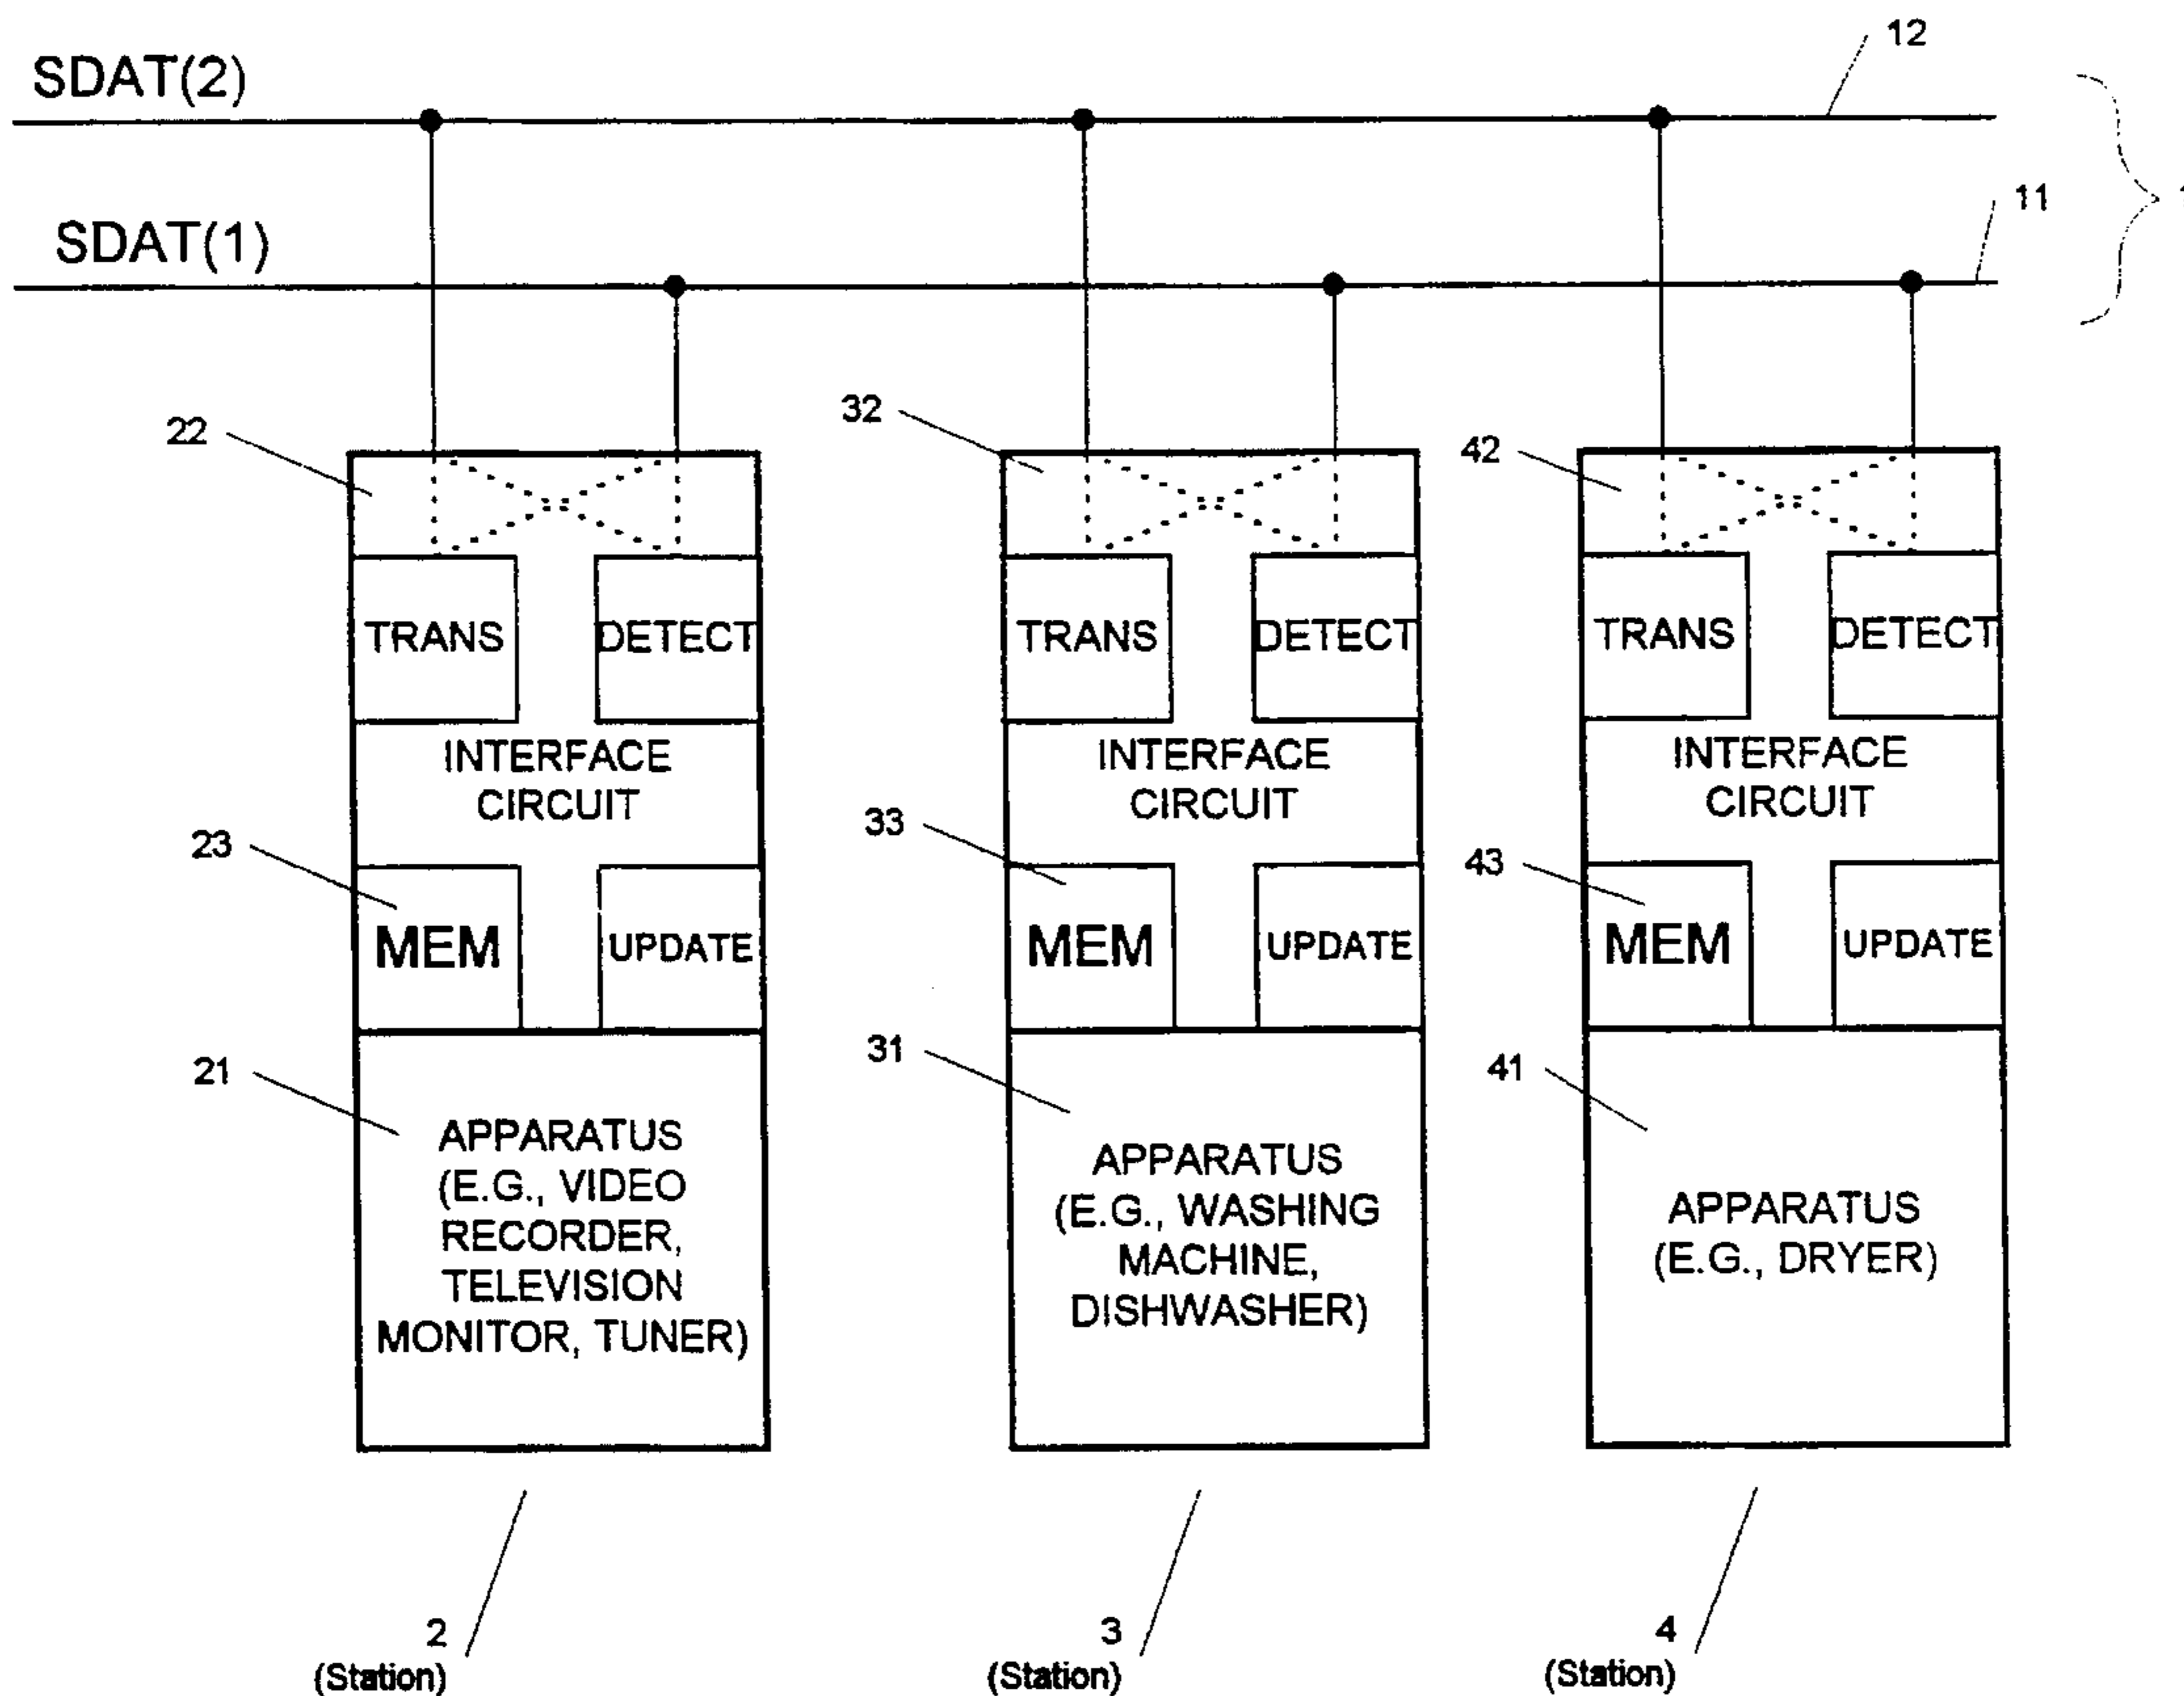 12
SDAT(2)
1
11
SDAT(1)
22
32
42
TRANS
DETECT
TRANS
DETECT
TRANS
DETECT
INTERFACE
CIRCUIT
INTERFACE
CIRCUIT
INTERFACE
CIRCUIT
23
33
43
MEM
UPDATE
MEM
UPDATE
MEM
UPDATE
21
31
41
APPARATUS
(E.G., VIDEO
RECORDER,
TELEVISION
MONITOR, TUNER)
APPARATUS
(E.G., WASHING
MACHINE,
DISHWASHER)
APPARATUS
(E.G., DRYER)
2
(Station)
3
(Station)
4
(Station)